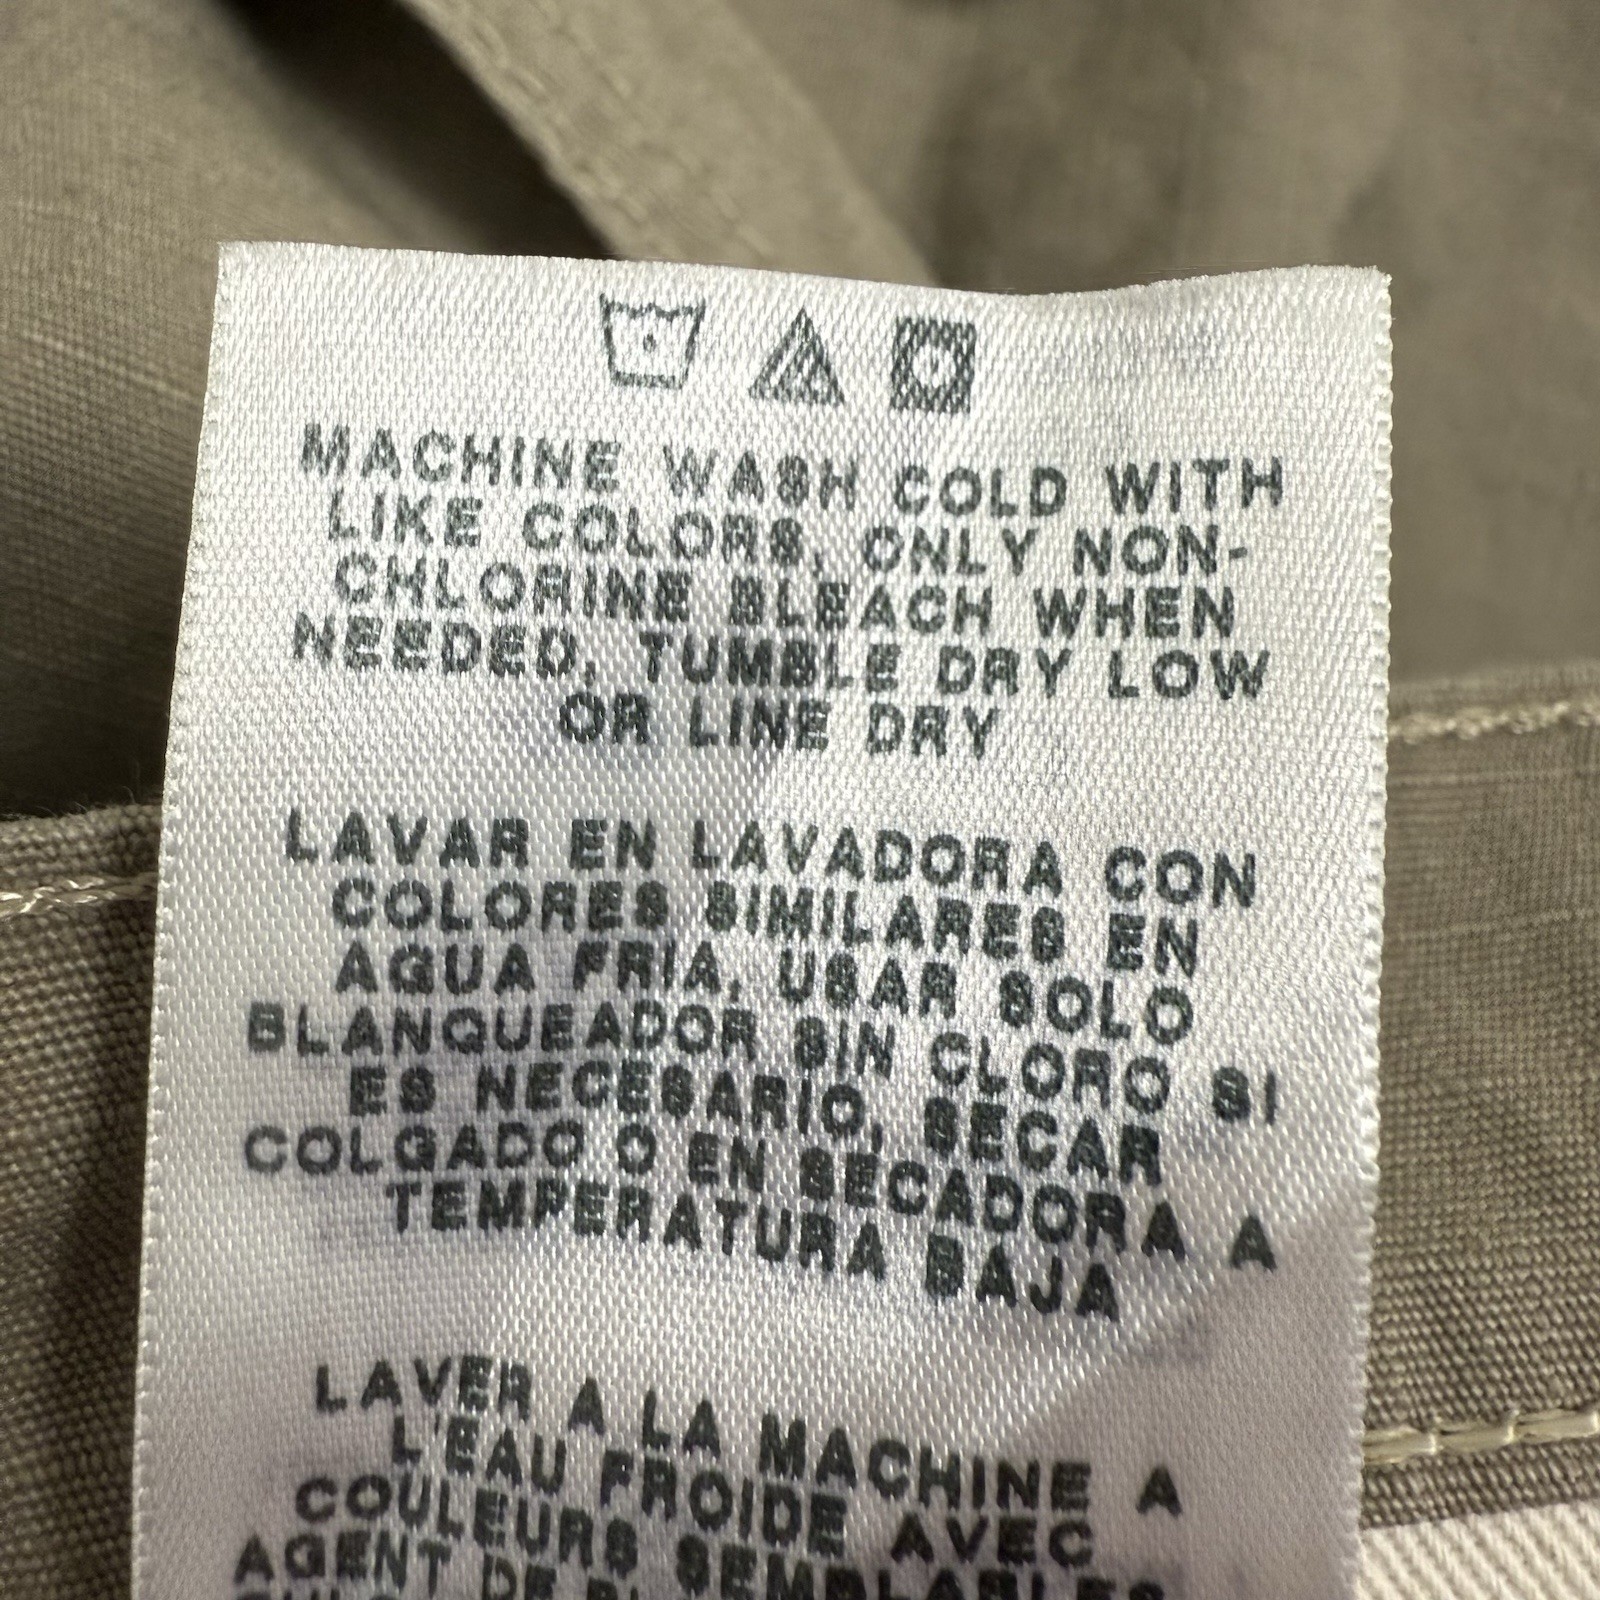 MACHINE WASH COLD WITH
LIKE COLORS, ONLY NON-
CHLORINE BLEACH WHEN
NEEDED, TUMBLE DRY LOW
OR LINE DRY
LAVAR EN LAVADORA CON
COLORES SIMILARES EN
AGUA FRIA, USAR SOLO
BLANQUEADOR SIN CLORO SI
ES NECESARIO, SECAR
COLGADO O EN SECADORA A
TEMPERATURA BAJA
LAVER A LA MACHINE A
L'EAU FROIDE AVEC
COULEURS SEMBLABLES
AGENT DE